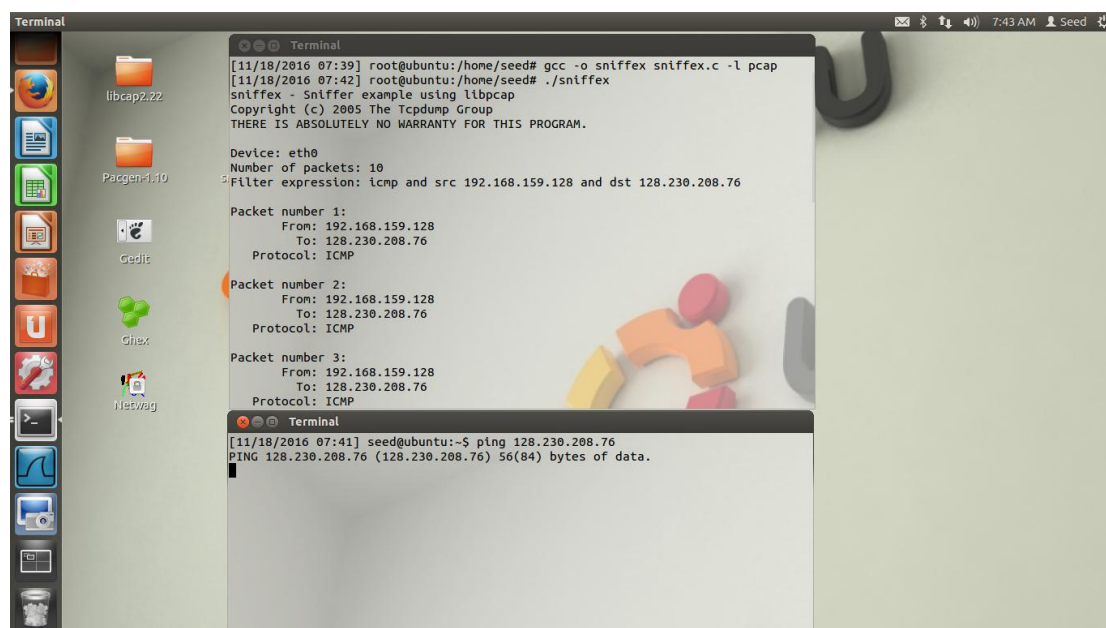 Terminal
7:43 AM Seed
libcap2.22
Pacgen-1.10
Gedit
Ghex
Netwag
Terminal
[11/18/2016 07:39] root@ubuntu:/home/seed# gcc -o sniffex sniffex.c -l pcap
[11/18/2016 07:42] root@ubuntu:/home/seed# ./sniffex
sniffex - Sniffer example using libpcap
Copyright (c) 2005 The Tcpdump Group
THERE IS ABSOLUTELY NO WARRANTY FOR THIS PROGRAM.
Device: eth0
Number of packets: 10
Filter expression: icmp and src 192.168.159.128 and dst 128.230.208.76
Packet number 1:
From: 192.168.159.128
To: 128.230.208.76
Protocol: ICMP
Packet number 2:
From: 192.168.159.128
To: 128.230.208.76
Protocol: ICMP
Packet number 3:
From: 192.168.159.128
To: 128.230.208.76
Protocol: ICMP
Terminal
[11/18/2016 07:41] seed@ubuntu:~$ ping 128.230.208.76
PING 128.230.208.76 (128.230.208.76) 56(84) bytes of data.